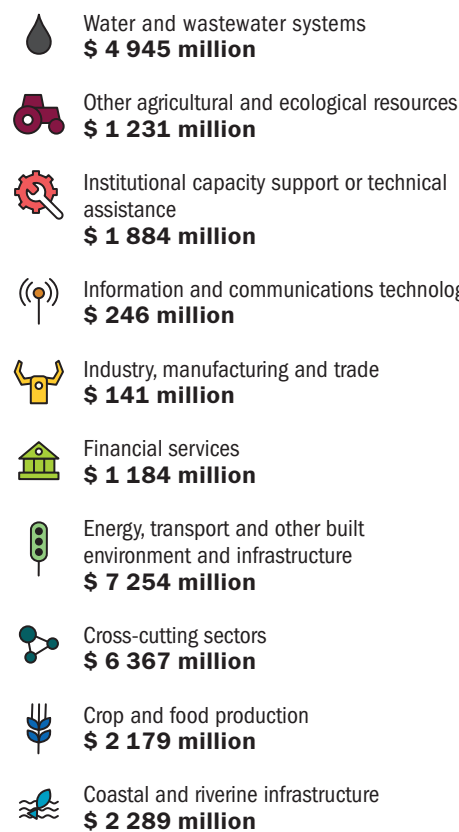 Water and wastewater systems
$ 4 945 million
Other agricultural and ecological resources
$ 1 231 million
Institutional capacity support or technical
assistance
$ 1 884 million
Information and communications
$ 246 million
Industry, manufacturing and trade
$ 141 million
Financial services
$ 1 184 million
Energy, transport and other built
environment and infrastructure
$ 7 254 million
Cross-cutting sectors
$ 6 367 million
Crop and food production
$ 2 179 million
Coastal and riverine infrastructure
$ 2 289 million